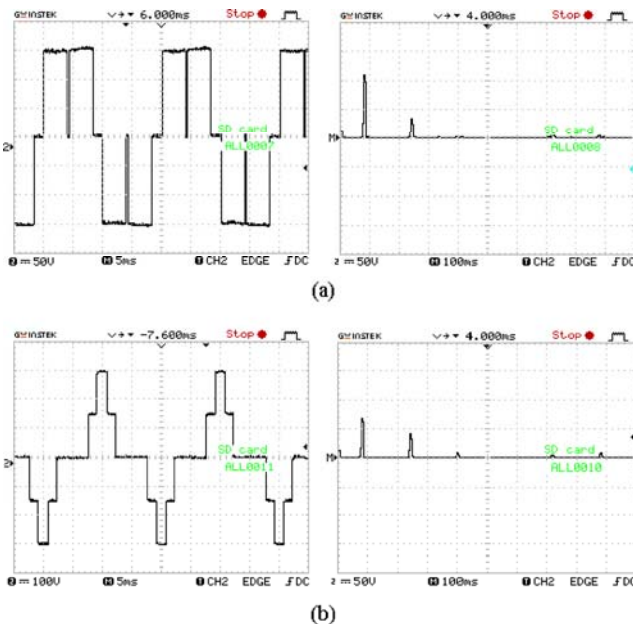 GWINSTEK 6.000ms Stop
SD card
2
ALL0007
2 50V M 5ms T CH2 EDGE DC
GWINSTEK 4.000ms Stop
SD card
M
ALL0008
2 50V M 100ms T CH2 EDGE DC
(a)
GWINSTEK -7.600ms Stop
SD card
2
ALL0011
2 100V M 5ms T CH2 EDGE DC
GWINSTEK 4.000ms Stop
SD card
M
ALL0010
2 50V M 100ms T CH2 EDGE DC
(b)